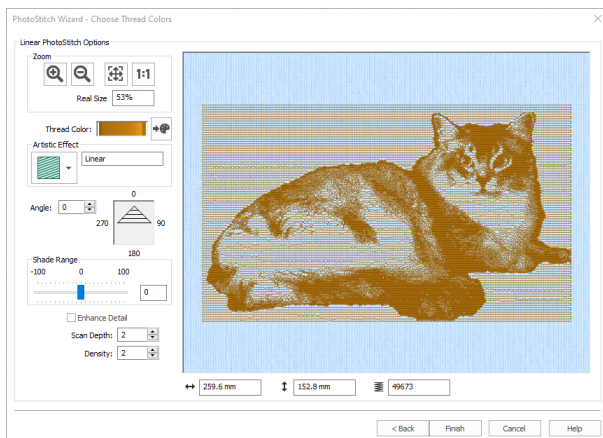 PhotoStitch Wizard - Choose Thread Colors
Linear PhotoStitch Options
Zoom
1:1
Real Size 53%
Thread Color:
Artistic Effect
Linear
Angle: 0
0
270
90
180
Shade Range
-100 0 100
0
Enhance Detail
Scan Depth: 2
Density: 2
259.6 mm 152.8 mm 49673
< Back Finish Cancel Help